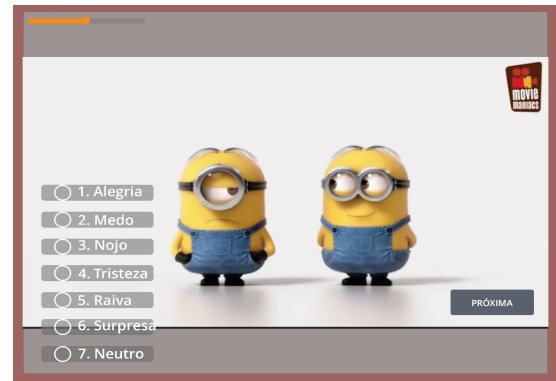 movie
maniacs
1. Alegria
2. Medo
3. Nojo
4. Tristeza
5. Raiva
PRÓXIMA
6. Surpresa
7. Neutro